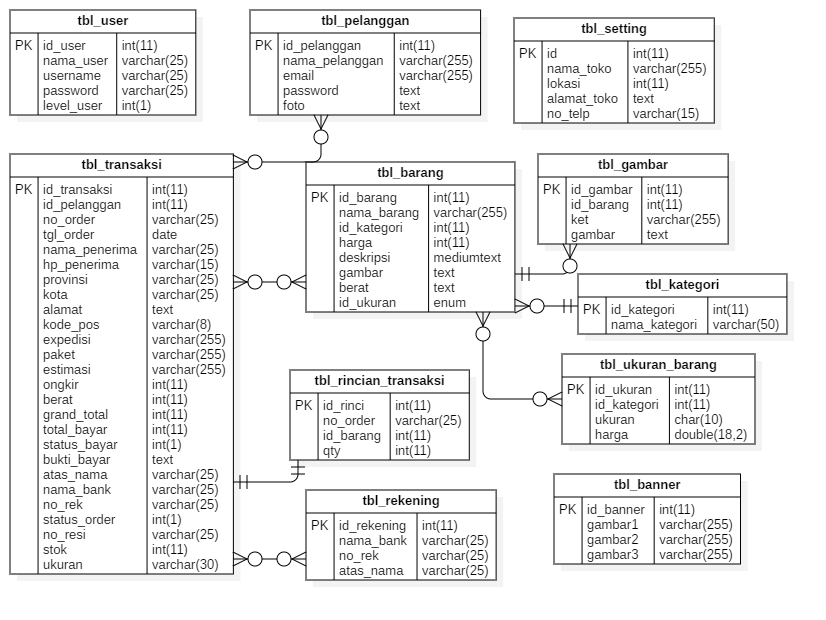 tbl_user
PK id_user int(11)
nama_user varchar(25)
username varchar(25)
password varchar(25)
level_user int(1)
tbl_pelanggan
PK id_pelanggan int(11)
nama_pelanggan varchar(255)
email varchar(255)
password text
foto text
tbl_setting
PK id int(11)
nama_toko varchar(255)
lokasi int(11)
alamat_toko text
no_telp varchar(15)
tbl_transaksi
PK id_transaksi int(11)
id_pelanggan int(11)
no_order varchar(25)
tgl_order date
nama_penerima varchar(25)
hp_penerima varchar(15)
provinsi varchar(25)
kota varchar(25)
alamat text
kode_pos varchar(8)
expedisi varchar(255)
paket varchar(255)
estimasi varchar(255)
ongkir int(11)
berat int(11)
grand_total int(11)
total_bayar int(11)
status_bayar int(1)
bukti_bayar text
atas_nama varchar(25)
nama_bank varchar(25)
no_rek varchar(25)
status_order int(1)
no_resi varchar(25)
stok int(11)
ukuran varchar(30)
tbl_barang
PK id_barang int(11)
nama_barang varchar(255)
id_kategori int(11)
harga int(11)
deskripsi mediumtext
gambar text
berat text
id_ukuran enum
tbl_gambar
PK id_gambar int(11)
id_barang int(11)
ket varchar(255)
gambar text
tbl_kategori
PK id_kategori int(11)
nama_kategori varchar(50)
tbl_ukuran_barang
PK id_ukuran int(11)
id_kategori int(11)
ukuran char(10)
harga double(18,2)
tbl_rincian_transaksi
PK id_rinci int(11)
no_order varchar(25)
id_barang int(11)
qty int(11)
tbl_rekening
PK id_rekening int(11)
nama_bank varchar(25)
no_rek varchar(25)
atas_nama varchar(25)
tbl_banner
PK id_banner int(11)
gambar1 varchar(255)
gambar2 varchar(255)
gambar3 varchar(255)